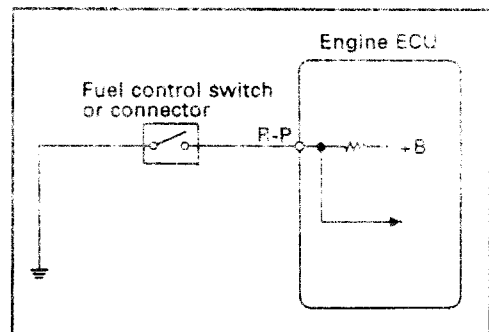 Engine ECU
Fuel control switch
or connector
R-P
+B